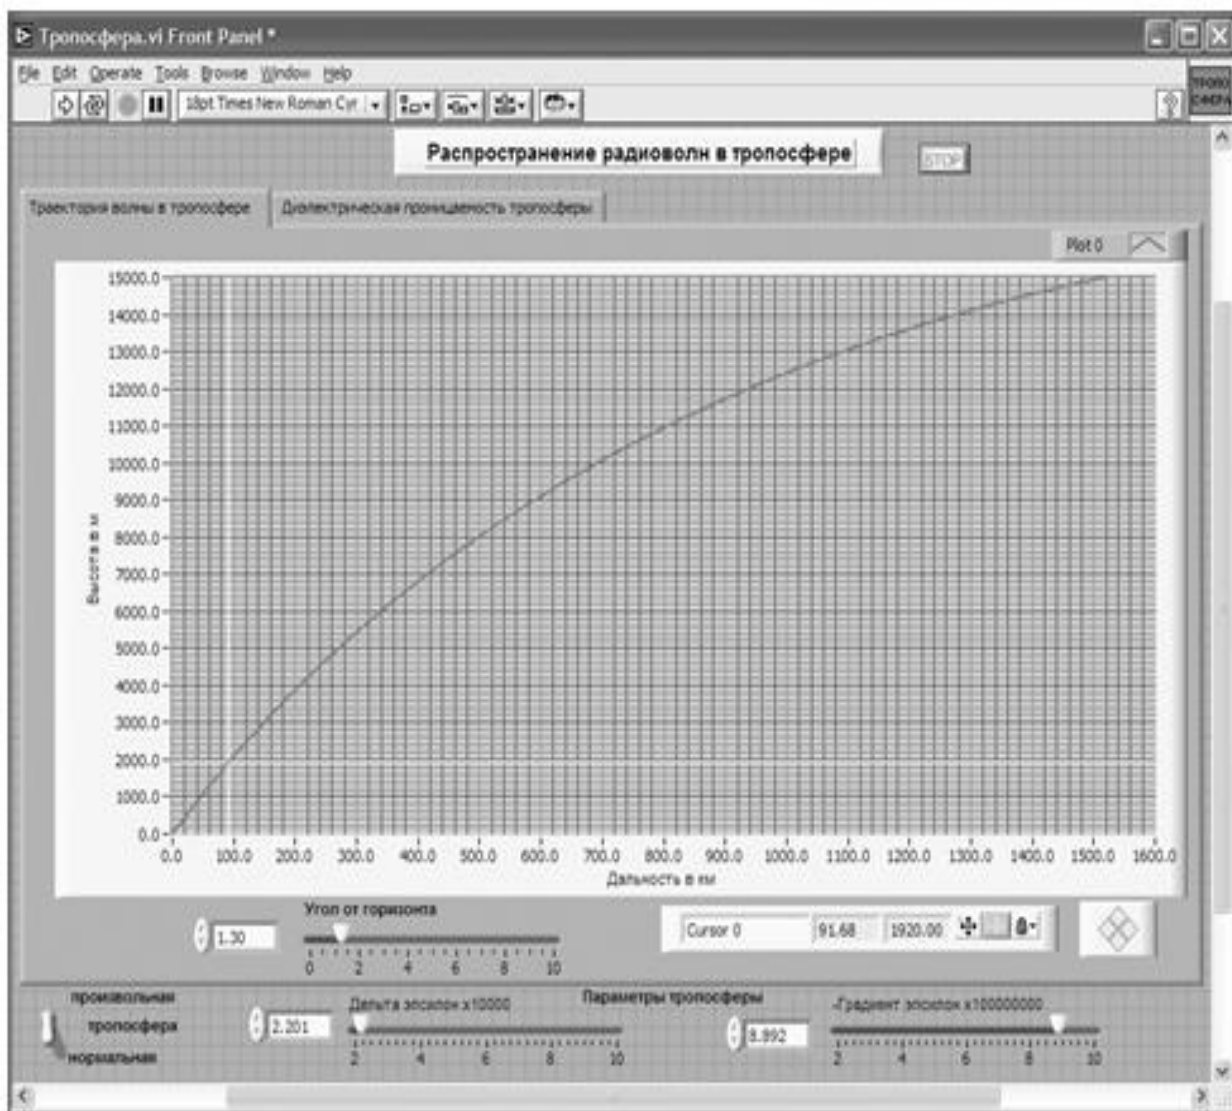 Тропосфера.vi Front Panel *
File Edit Operate Tools Browse Window Help
18pt Times New Roman Cyr
ТРОПО
СФЕРА
Распространение радиоволн в тропосфере
STOP
Траектория волны в тропосфере
Диэлектрическая проницаемость тропосферы
Plot 0
15000.0
14000.0
13000.0
12000.0
11000.0
10000.0
9000.0
8000.0
7000.0
6000.0
5000.0
4000.0
3000.0
2000.0
1000.0
0.0
Высота в м
0.0 100.0 200.0 300.0 400.0 500.0 600.0 700.0 800.0 900.0 1000.0 1100.0 1200.0 1300.0 1400.0 1500.0 1600.0
Дальность в км
Угол от горизонта
1.30
0 2 4 6 8 10
Cursor 0 91.68 1920.00
произвольная
тропосфера
нормальная
Дельта эпсилон x10000
2.201
2 4 6 8 10
Параметры тропосферы
-Градиент эпсилон x100000000
8.892
2 4 6 8 10